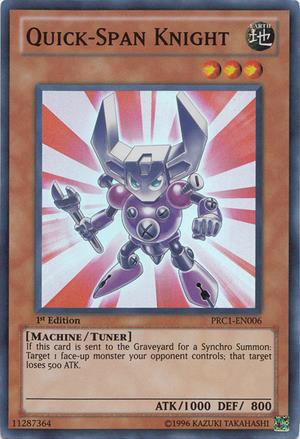 QUICK-SPAN KNIGHT
EARTH
地
1st Edition
PRC1-EN006
[MACHINE/TUNER]
If this card is sent to the Graveyard for a Synchro Summon:
Target 1 face-up monster your opponent controls; that target
loses 500 ATK.
ATK/1000 DEF/ 800
11287364
©1996 KAZUKI TAKAHASHI